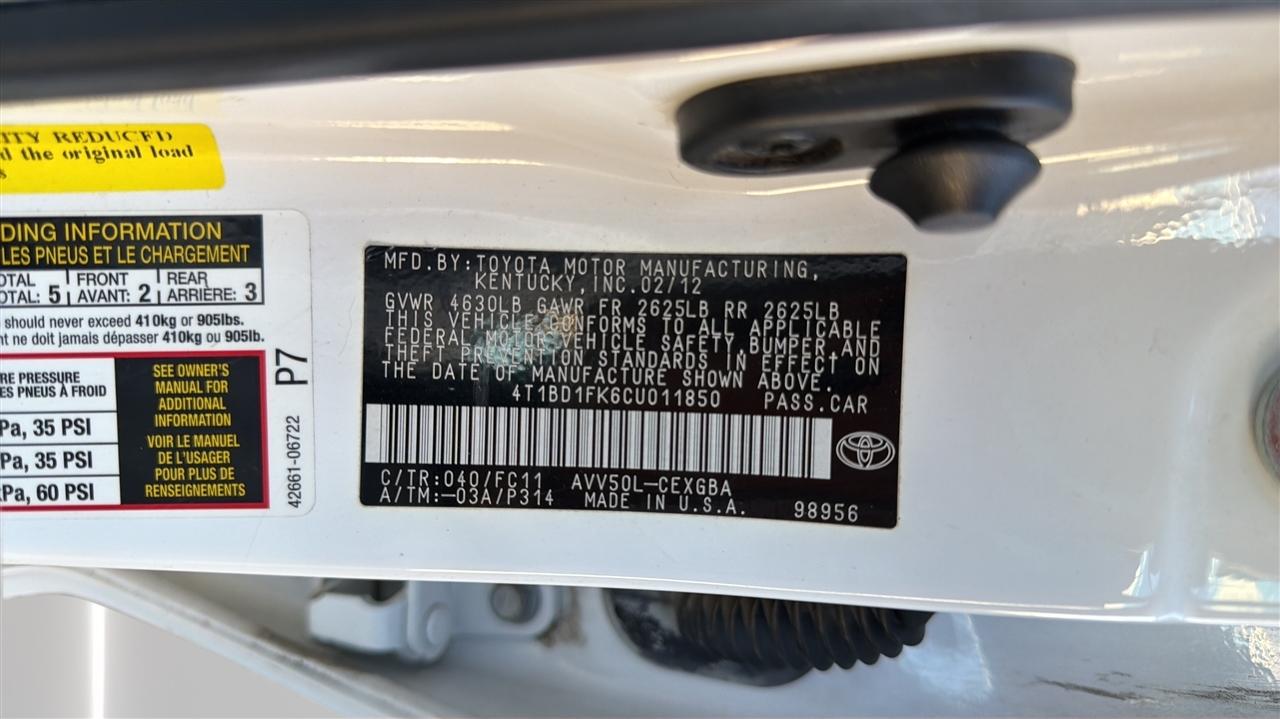 ITY REDUCED
d the original load
s
DING INFORMATION
LES PNEUS ET LE CHARGEMENT
OTAL FRONT REAR
OTAL: 5 AVANT: 2 ARRIÈRE: 3
should never exceed 410kg or 905lbs.
nt ne doit jamais dépasser 410kg ou 905lb.
RE PRESSURE
ES PNEUS À FROID
Pa, 35 PSI
Pa, 35 PSI
Pa, 60 PSI
SEE OWNER'S
MANUAL FOR
ADDITIONAL
INFORMATION
VOIR LE MANUEL
DE L'USAGER
POUR PLUS DE
RENSEIGNEMENTS
P7
42661-06722
MFD.BY:TOYOTA MOTOR MANUFACTURING,
KENTUCKY,INC.02/12
GVWR 4630LB GAWR FR 2625LB RR 2625LB
THIS VEHICLE CONFORMS TO ALL APPLICABLE
FEDERAL MOTOR VEHICLE SAFETY,BUMPER,AND
THEFT PREVENTION STANDARDS IN EFFECT ON
THE DATE OF MANUFACTURE SHOWN ABOVE.
4T1BD1FK6CU011850 PASS.CAR
C/TR:040/FC11 AVV50L-CEXGBA
A/TM:-03A/P314 MADE IN U.S.A. 98956